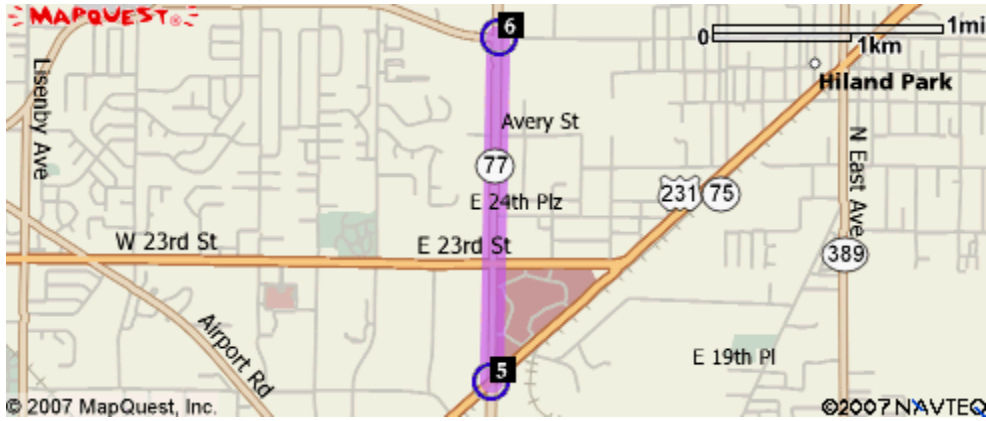 MAPQUEST®
6
0
1mi
1km
Hiland Park
Lisenby Ave
Avery St
N East Ave
77
231
75
E 24th Plz
W 23rd St
E 23rd St
389
Airport Rd
5
E 19th Pl
© 2007 MapQuest, Inc.
©2007 NAVTEQ